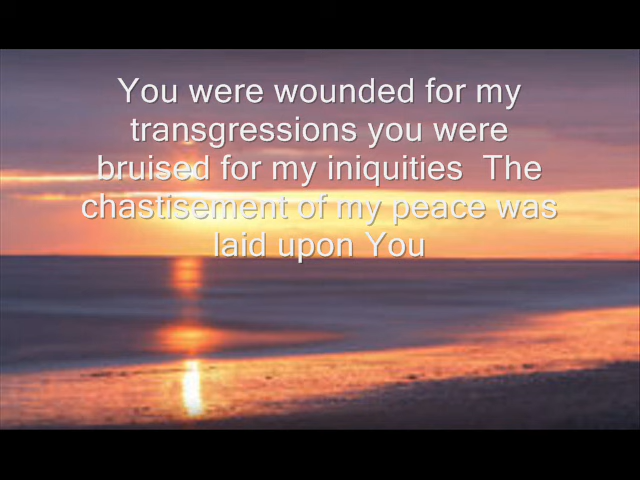 You were wounded for my
transgressions you were
bruised for my iniquities  The
chastisement of my peace was
laid upon You